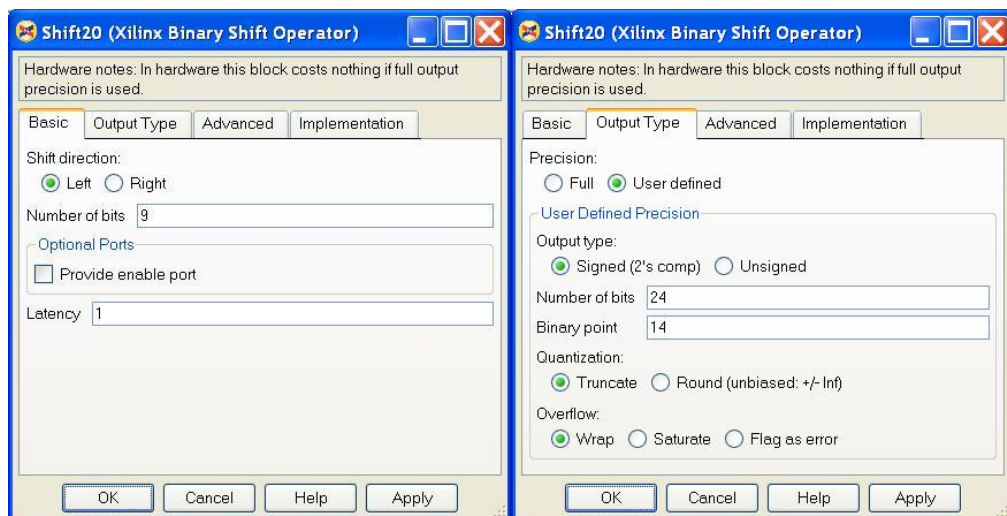 Shift20 (Xilinx Binary Shift Operator)
Hardware notes: In hardware this block costs nothing if full output
precision is used.
Basic Output Type Advanced Implementation
Shift direction:
Left Right
Number of bits 9
Optional Ports
Provide enable port
Latency 1
OK Cancel Help Apply
Shift20 (Xilinx Binary Shift Operator)
Hardware notes: In hardware this block costs nothing if full output
precision is used.
Basic Output Type Advanced Implementation
Precision:
Full User defined
User Defined Precision
Output type:
Signed (2's comp) Unsigned
Number of bits 24
Binary point 14
Quantization:
Truncate Round (unbiased: +/- Inf)
Overflow:
Wrap Saturate Flag as error
OK Cancel Help Apply